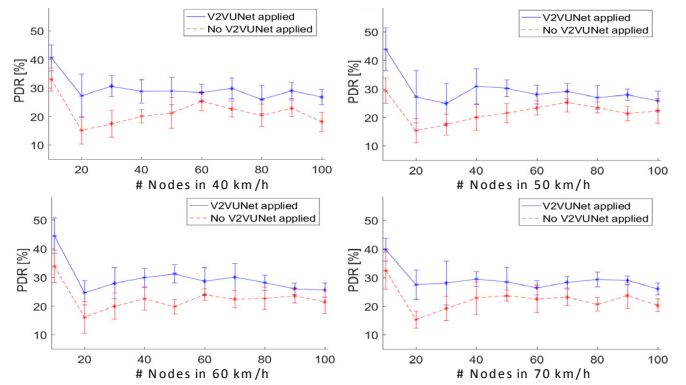 V2VUNet applied
No V2VUNet applied
PDR [%]
50
40
30
20
10
20 40 60 80 100
# Nodes in 40 km/h
V2VUNet applied
No V2VUNet applied
PDR [%]
50
40
30
20
10
20 40 60 80 100
# Nodes in 50 km/h
V2VUNet applied
No V2VUNet applied
PDR [%]
50
40
30
20
10
20 40 60 80 100
# Nodes in 60 km/h
V2VUNet applied
No V2VUNet applied
PDR [%]
50
40
30
20
10
20 40 60 80 100
# Nodes in 70 km/h